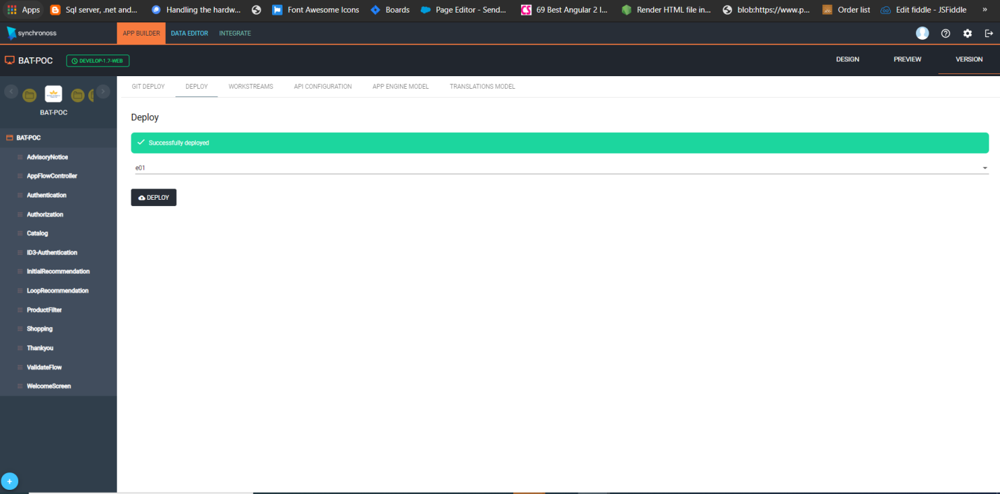 Apps
Sql server, .net and...
Handling the hardw...
Font Awesome Icons
Boards
Page Editor - Send...
69 Best Angular 2 I...
Render HTML file in...
blob:https://www.p...
Order list
Edit fiddle - JSFiddle
»
synchronoss
APP BUILDER
DATA EDITOR
INTEGRATE
BAT-POC
DEVELOP-1.7-WEB
DESIGN
PREVIEW
VERSION
BAT-POC
GIT DEPLOY
DEPLOY
WORKSTREAMS
API CONFIGURATION
APP ENGINE MODEL
TRANSLATIONS MODEL
BAT-POC
AdvisoryNotice
AppFlowController
Authentication
Authorization
Catalog
ID3-Authentication
InitialRecommendation
LoopRecommendation
ProductFilter
Shopping
Thankyou
ValidateFlow
WelcomeScreen
Deploy
Successfully deployed
e01
DEPLOY